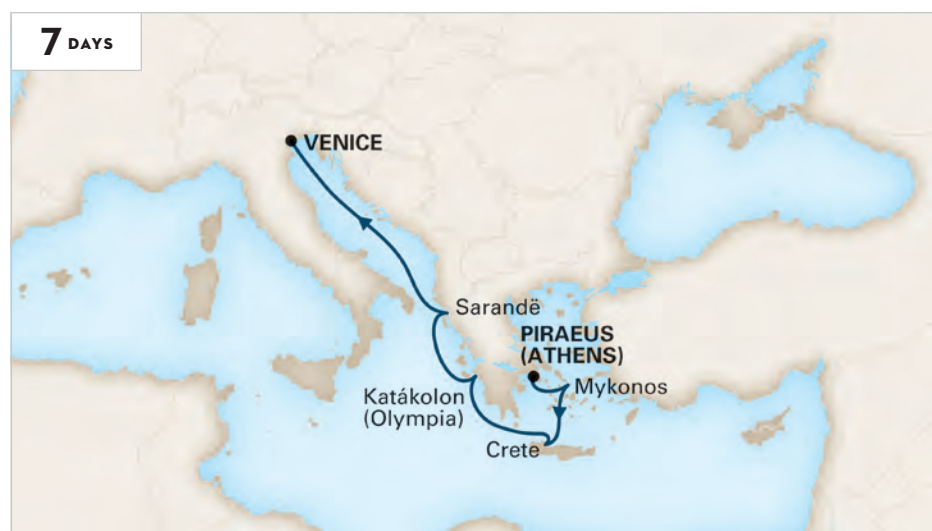 7 DAYS
VENICE
Sarandë
PIRAEUS
(ATHENS)
Mykonos
Katákolon
(Olympia)
Crete